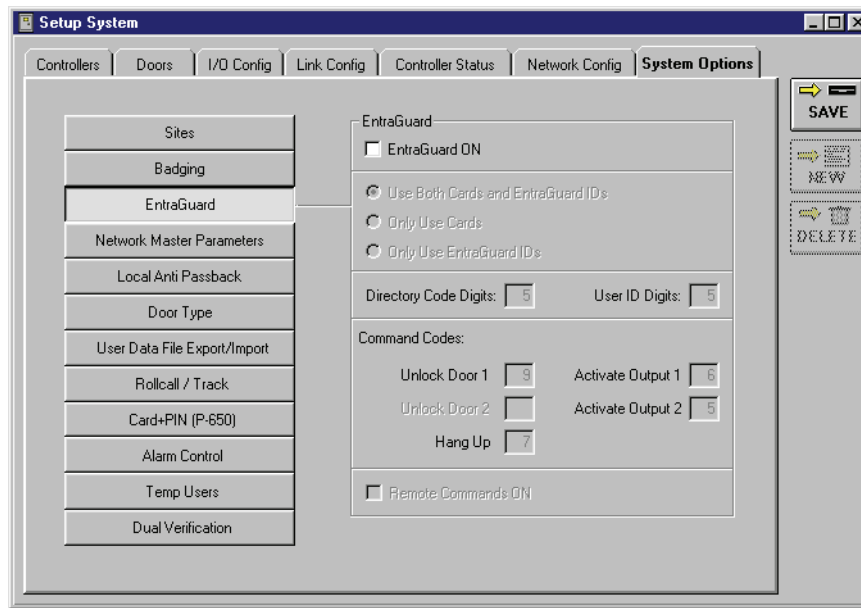 Setup System
Controllers
Doors
I/O Config
Link Config
Controller Status
Network Config
System Options
SAVE
NEW
DELETE
Sites
Badging
EntraGuard
Network Master Parameters
Local Anti Passback
Door Type
User Data File Export/Import
Rollcall / Track
Card+PIN (P-650)
Alarm Control
Temp Users
Dual Verification
EntraGuard
EntraGuard ON
Use Both Cards and EntraGuard IDs
Only Use Cards
Only Use EntraGuard IDs
Directory Code Digits: 5 User ID Digits: 5
Command Codes:
Unlock Door 1 9 Activate Output 1 6
Unlock Door 2 Activate Output 2 5
Hang Up 7
Remote Commands ON